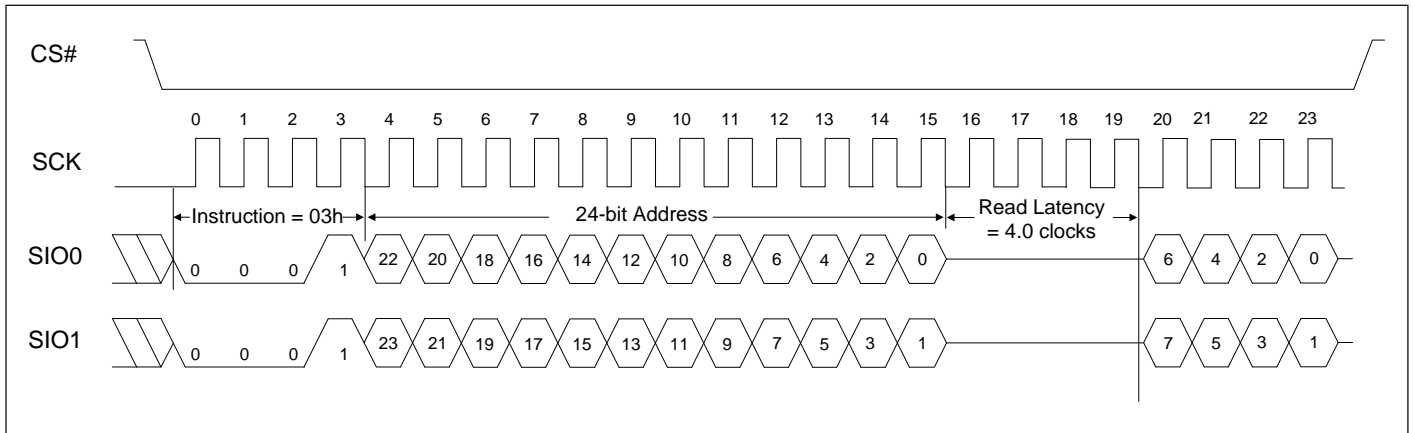 CS#
0 1 2 3 4 5 6 7 8 9 10 11 12 13 14 15 16 17 18 19 20 21 22 23
SCK
Instruction = 03h
24-bit Address
Read Latency
= 4.0 clocks
SIO0
0 0 0 1 22 20 18 16 14 12 10 8 6 4 2 0 6 4 2 0
SIO1
0 0 0 1 23 21 19 17 15 13 11 9 7 5 3 1 7 5 3 1